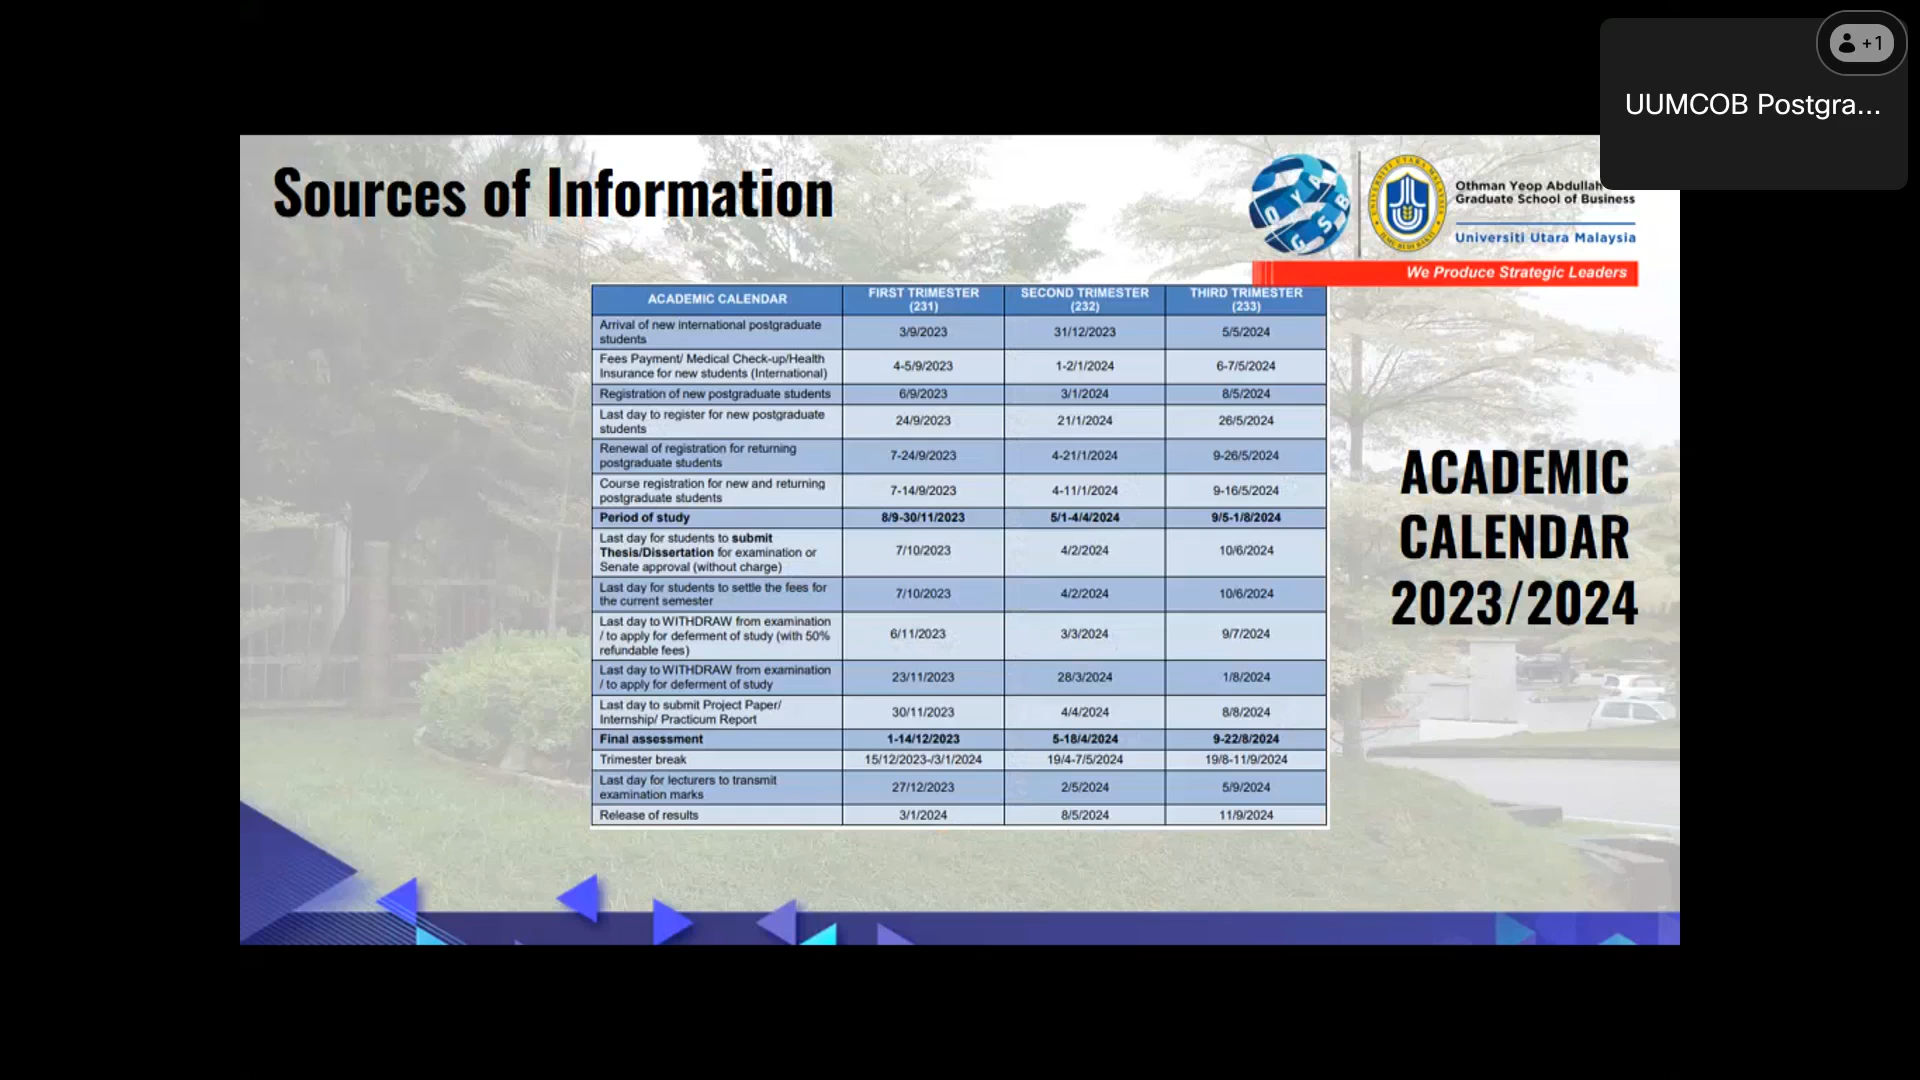 +1
UUMCOB Postgra...
Sources of Information
OYA
GSB
UNIVERSITI UTARA MALAYSIA
ILMU BUDI BAKTI
Othman Yeop Abdullah
Graduate School of Business
Universiti Utara Malaysia
We Produce Strategic Leaders
ACADEMIC CALENDAR FIRST TRIMESTER (231) SECOND TRIMESTER (232) THIRD TRIMESTER (233)
Arrival of new international postgraduate students 3/9/2023 31/12/2023 5/5/2024
Fees Payment/ Medical Check-up/Health Insurance for new students (International) 4-5/9/2023 1-2/1/2024 6-7/5/2024
Registration of new postgraduate students 6/9/2023 3/1/2024 8/5/2024
Last day to register for new postgraduate students 24/9/2023 21/1/2024 26/5/2024
Renewal of registration for returning postgraduate students 7-24/9/2023 4-21/1/2024 9-26/5/2024
Course registration for new and returning postgraduate students 7-14/9/2023 4-11/1/2024 9-16/5/2024
Period of study 8/9-30/11/2023 5/1-4/4/2024 9/5-1/8/2024
Last day for students to submit Thesis/Dissertation for examination or Senate approval (without charge) 7/10/2023 4/2/2024 10/6/2024
Last day for students to settle the fees for the current semester 7/10/2023 4/2/2024 10/6/2024
Last day to WITHDRAW from examination / to apply for deferment of study (with 50% refundable fees) 6/11/2023 3/3/2024 9/7/2024
Last day to WITHDRAW from examination / to apply for deferment of study 23/11/2023 28/3/2024 1/8/2024
Last day to submit Project Paper/ Internship/ Practicum Report 30/11/2023 4/4/2024 8/8/2024
Final assessment 1-14/12/2023 5-18/4/2024 9-22/8/2024
Trimester break 15/12/2023-/3/1/2024 19/4-7/5/2024 19/8-11/9/2024
Last day for lecturers to transmit examination marks 27/12/2023 2/5/2024 5/9/2024
Release of results 3/1/2024 8/5/2024 11/9/2024
ACADEMIC
CALENDAR
2023/2024